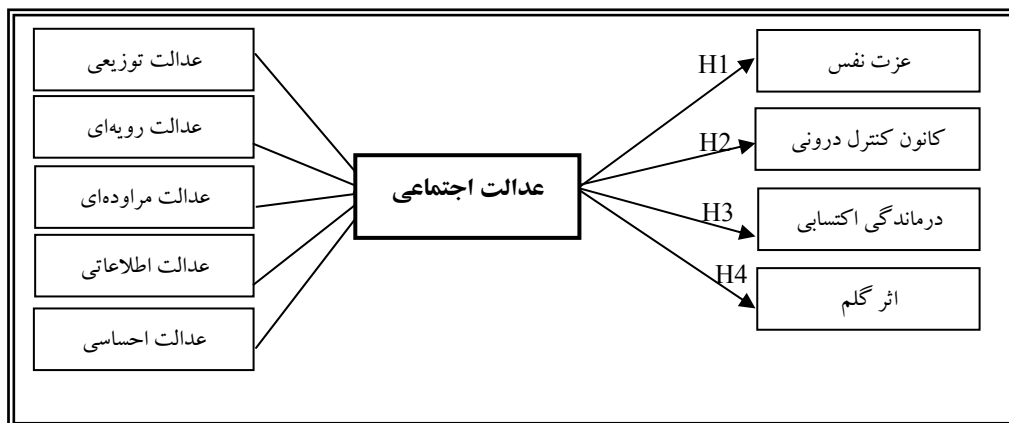 عدالت توزیعی
عدالت رویه‌ای
عدالت مراوده‌ای
عدالت اطلاعاتی
عدالت احساسی
عدالت اجتماعی
H1
H2
H3
H4
عزت نفس
کانون کنترل درونی
درماندگی اکتسابی
اثر گلم